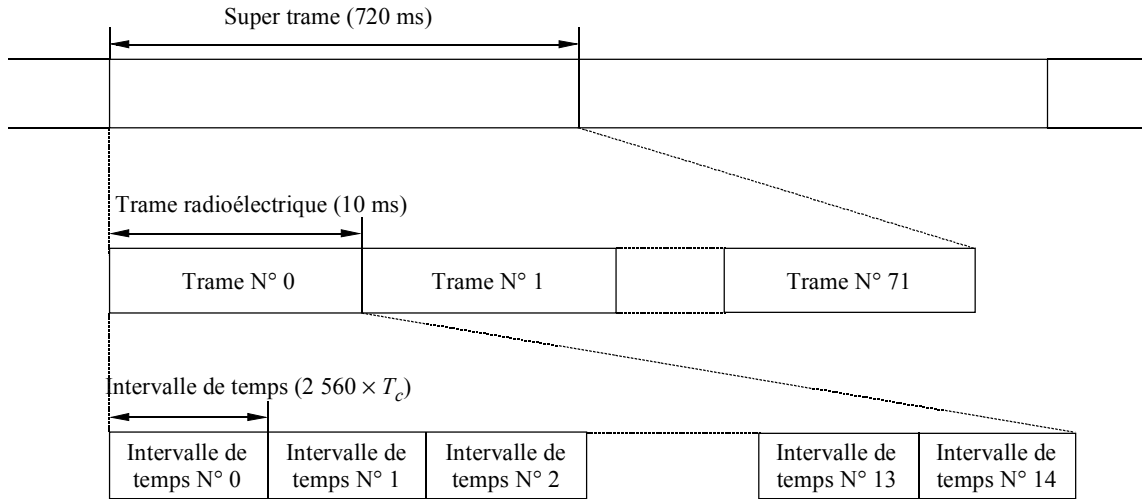 Super trame (720 ms)
Trame radioélectrique (10 ms)
Trame N° 0
Trame N° 1
Trame N° 71
Intervalle de temps (2 560 × Tc)
Intervalle de
temps N° 0
Intervalle de
temps N° 1
Intervalle de
temps N° 2
Intervalle de
temps N° 13
Intervalle de
temps N° 14